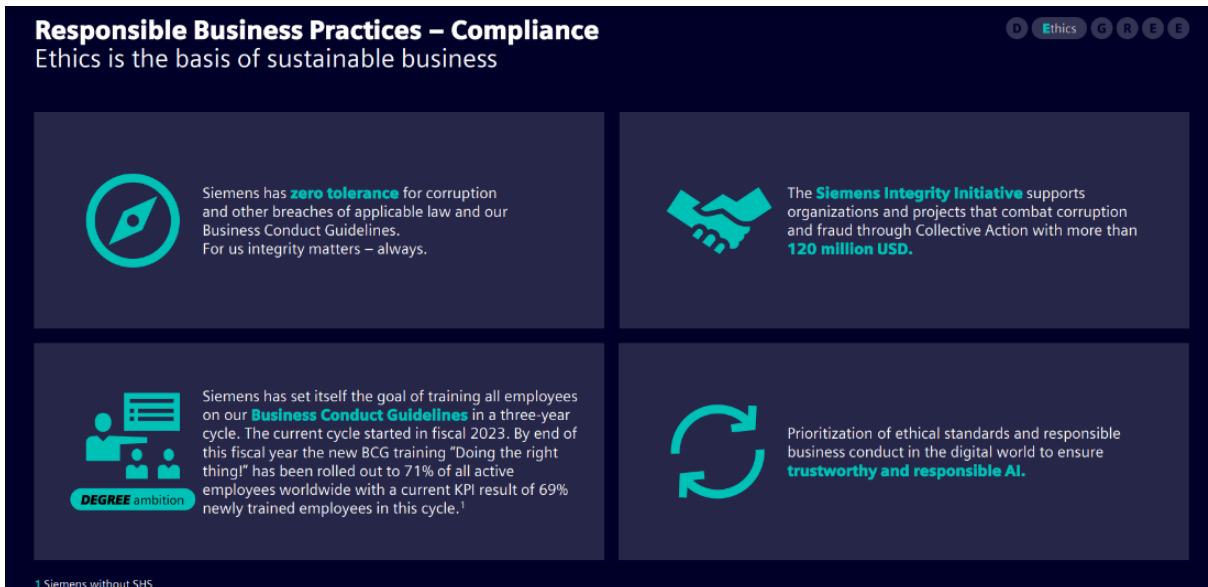 Responsible Business Practices – Compliance
D Ethics G R E E
Ethics is the basis of sustainable business
Siemens has zero tolerance for corruption
and other breaches of applicable law and our
Business Conduct Guidelines.
For us integrity matters – always.
The Siemens Integrity Initiative supports
organizations and projects that combat corruption
and fraud through Collective Action with more than
120 million USD.
Siemens has set itself the goal of training all employees
on our Business Conduct Guidelines in a three-year
cycle. The current cycle started in fiscal 2023. By end of
this fiscal year the new BCG training “Doing the right
thing!” has been rolled out to 71% of all active
employees worldwide with a current KPI result of 69%
newly trained employees in this cycle.¹
DEGREE ambition
Prioritization of ethical standards and responsible
business conduct in the digital world to ensure
trustworthy and responsible AI.
1 Siemens without SHS